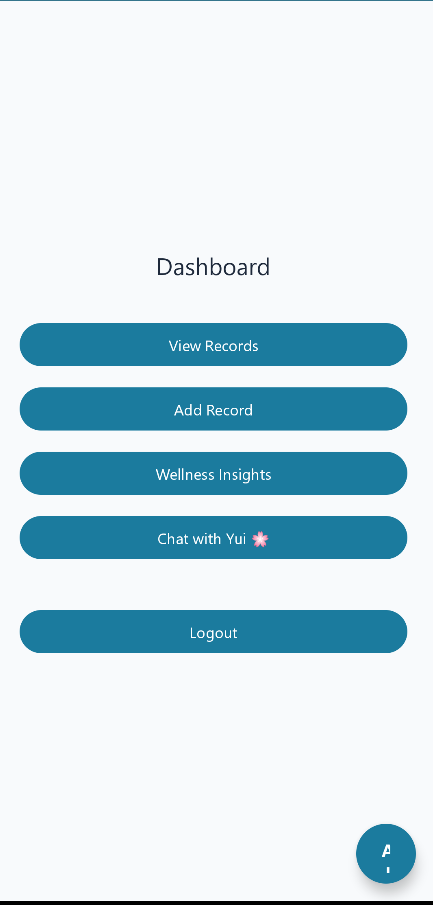 Dashboard
View Records
Add Record
Wellness Insights
Chat with Yui 🌸
Logout
A